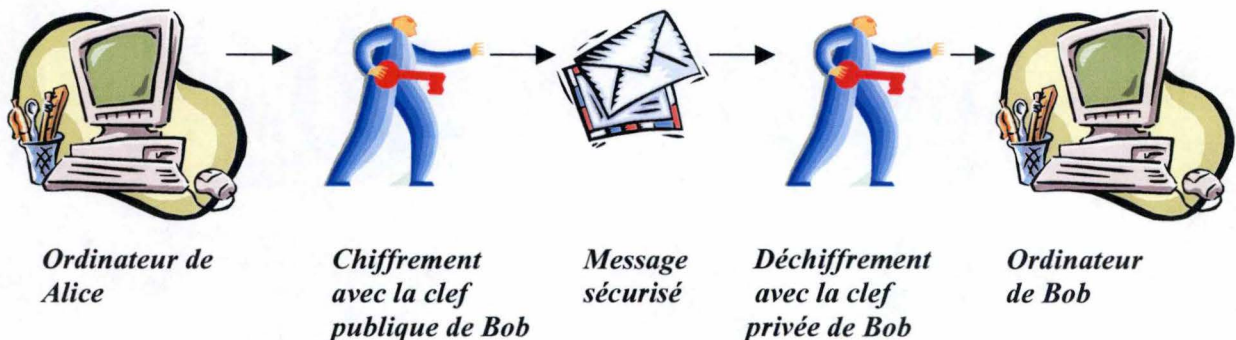 Ordinateur de
Alice
Chiffrement
avec la clef
publique de Bob
Message
sécurisé
Déchiffrement
avec la clef
privée de Bob
Ordinateur
de Bob